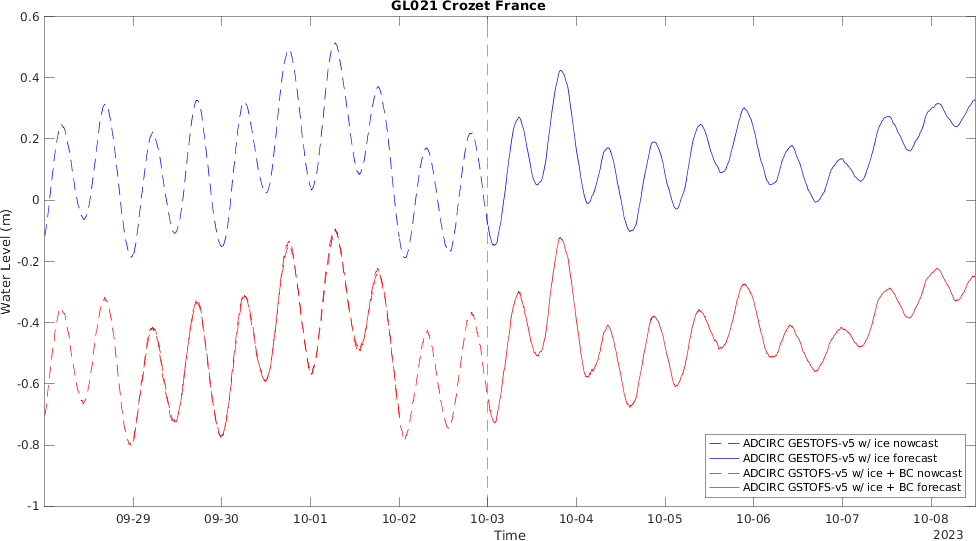 GL021 Crozet France
0.6
0.4
0.2
0
-0.2
-0.4
-0.6
-0.8
-1
Water Level (m)
ADCIRC GESTOFS-v5 w/ ice nowcast
ADCIRC GESTOFS-v5 w/ ice forecast
ADCIRC GSTOFS-v5 w/ ice + BC nowcast
ADCIRC GSTOFS-v5 w/ ice + BC forecast
09-29 09-30 10-01 10-02 10-03 10-04 10-05 10-06 10-07 10-08
Time
2023